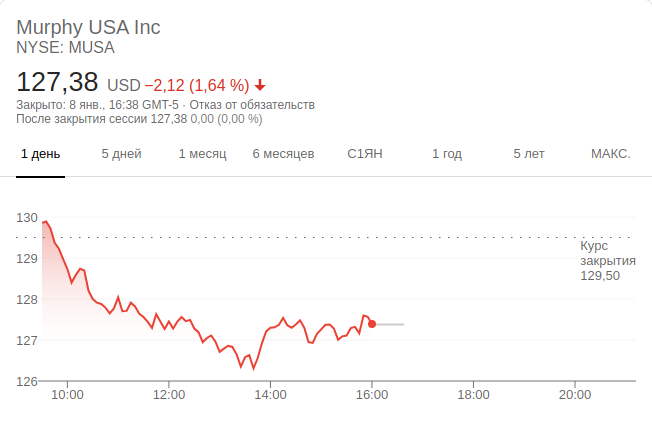 Murphy USA Inc
NYSE: MUSA
127,38 USD −2,12 (1,64 %)
Закрыто: 8 янв., 16:38 GMT-5 · Отказ от обязательств
После закрытия сессии 127,38 0,00 (0,00 %)
1 день 5 дней 1 месяц 6 месяцев С1ЯН 1 год 5 лет МАКС.
130
Курс
закрытия
129,50
129
128
127
126
10:00 12:00 14:00 16:00 18:00 20:00